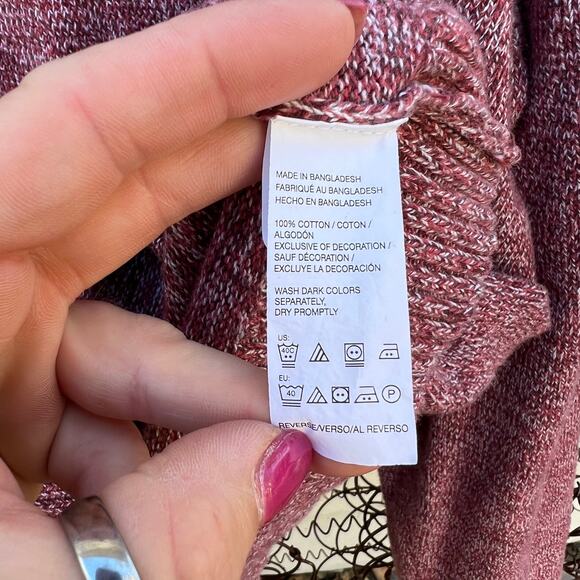 MADE IN BANGLADESH
FABRIQUÉ AU BANGLADESH
HECHO EN BANGLADESH
100% COTTON / COTON /
ALGODÓN
EXCLUSIVE OF DECORATION /
SAUF DÉCORATION /
EXCLUYE LA DECORACIÓN
WASH DARK COLORS
SEPARATELY,
DRY PROMPTLY
US:
40C
EU:
40 P
REVERSE/VERSO/AL REVERSO